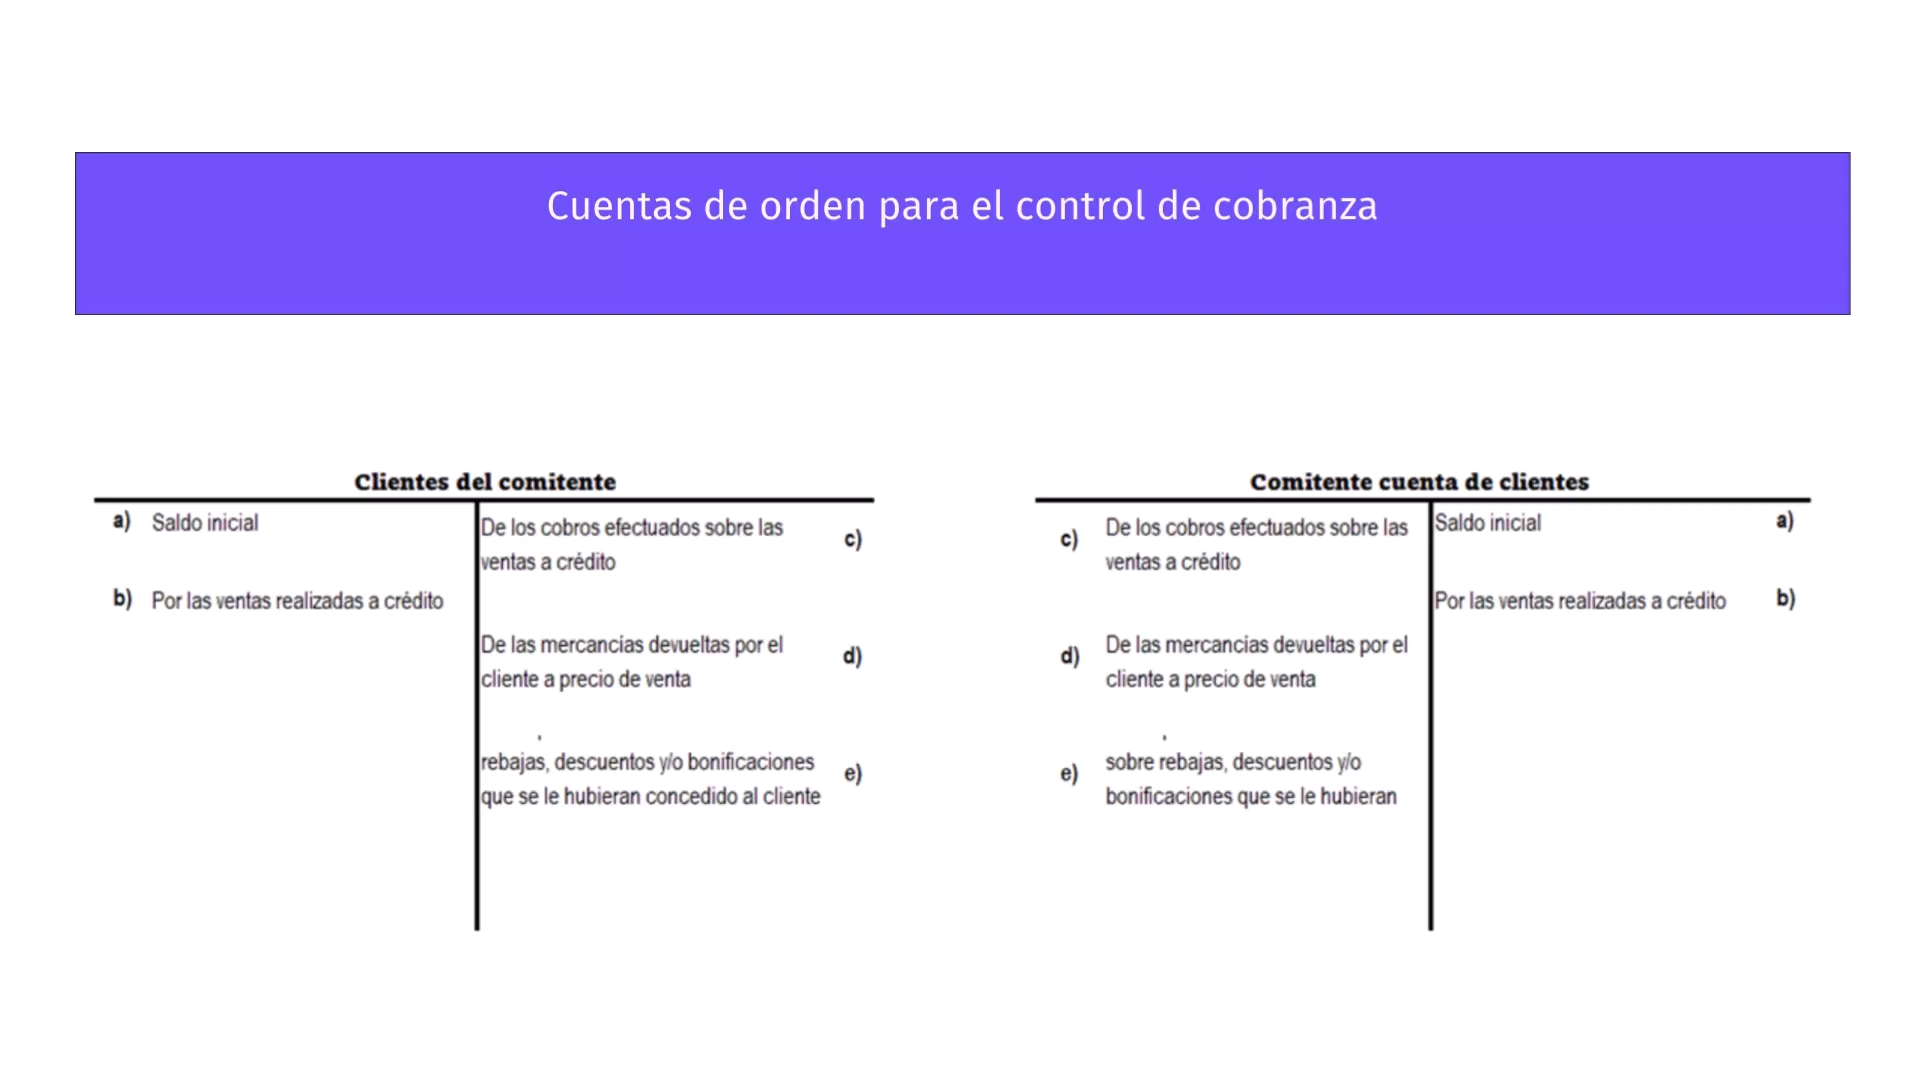 Cuentas de orden para el control de cobranza
Clientes del comitente
a) Saldo inicial
b) Por las ventas realizadas a crédito
De los cobros efectuados sobre las
ventas a crédito
c)
De las mercancías devueltas por el
cliente a precio de venta
d)
rebajas, descuentos y/o bonificaciones
que se le hubieran concedido al cliente
e)
Comitente cuenta de clientes
c)
De los cobros efectuados sobre las
ventas a crédito
d)
De las mercancías devueltas por el
cliente a precio de venta
e)
sobre rebajas, descuentos y/o
bonificaciones que se le hubieran
Saldo inicial a)
Por las ventas realizadas a crédito b)